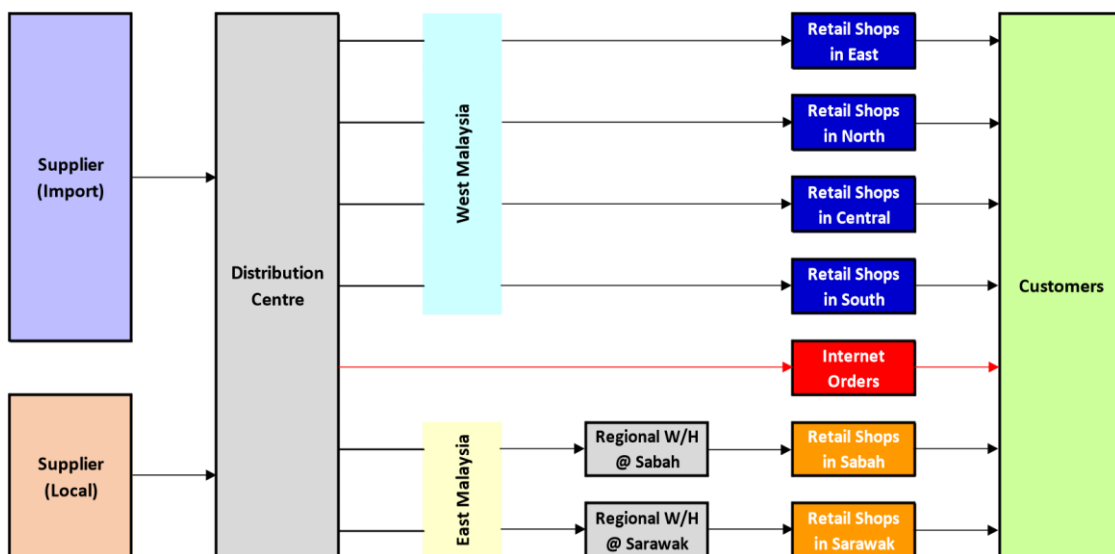 Supplier
(Import)
Supplier
(Local)
Distribution
Centre
West Malaysia
East Malaysia
Regional W/H
@ Sabah
Regional W/H
@ Sarawak
Retail Shops
in East
Retail Shops
in North
Retail Shops
in Central
Retail Shops
in South
Internet
Orders
Retail Shops
in Sabah
Retail Shops
in Sarawak
Customers